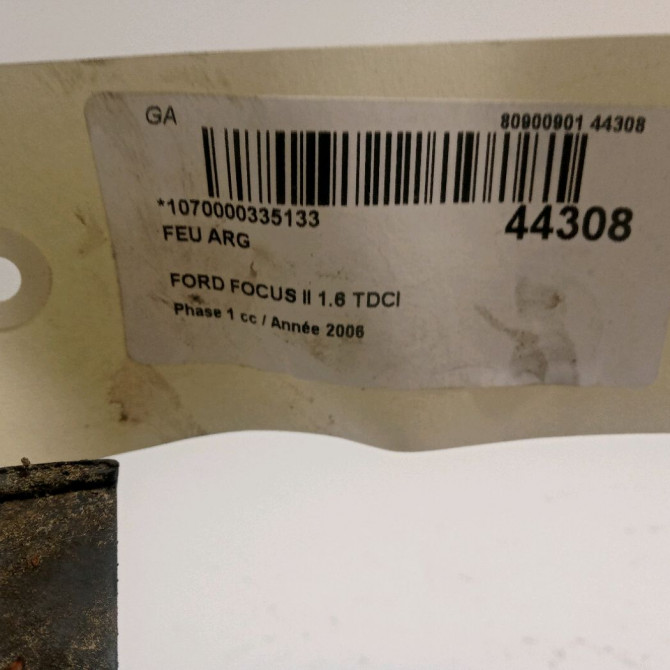 GA
80900901 44308
*1070000335133
44308
FEU ARG
FORD FOCUS II 1.6 TDCI
Phase 1 cc / Année 2006